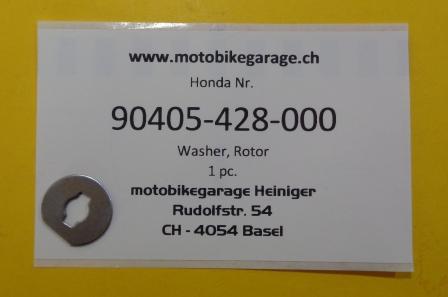 www.motobikegarage.ch
Honda Nr.
90405-428-000
Washer, Rotor
1 pc.
motobikegarage Heiniger
Rudolfstr. 54
CH - 4054 Basel